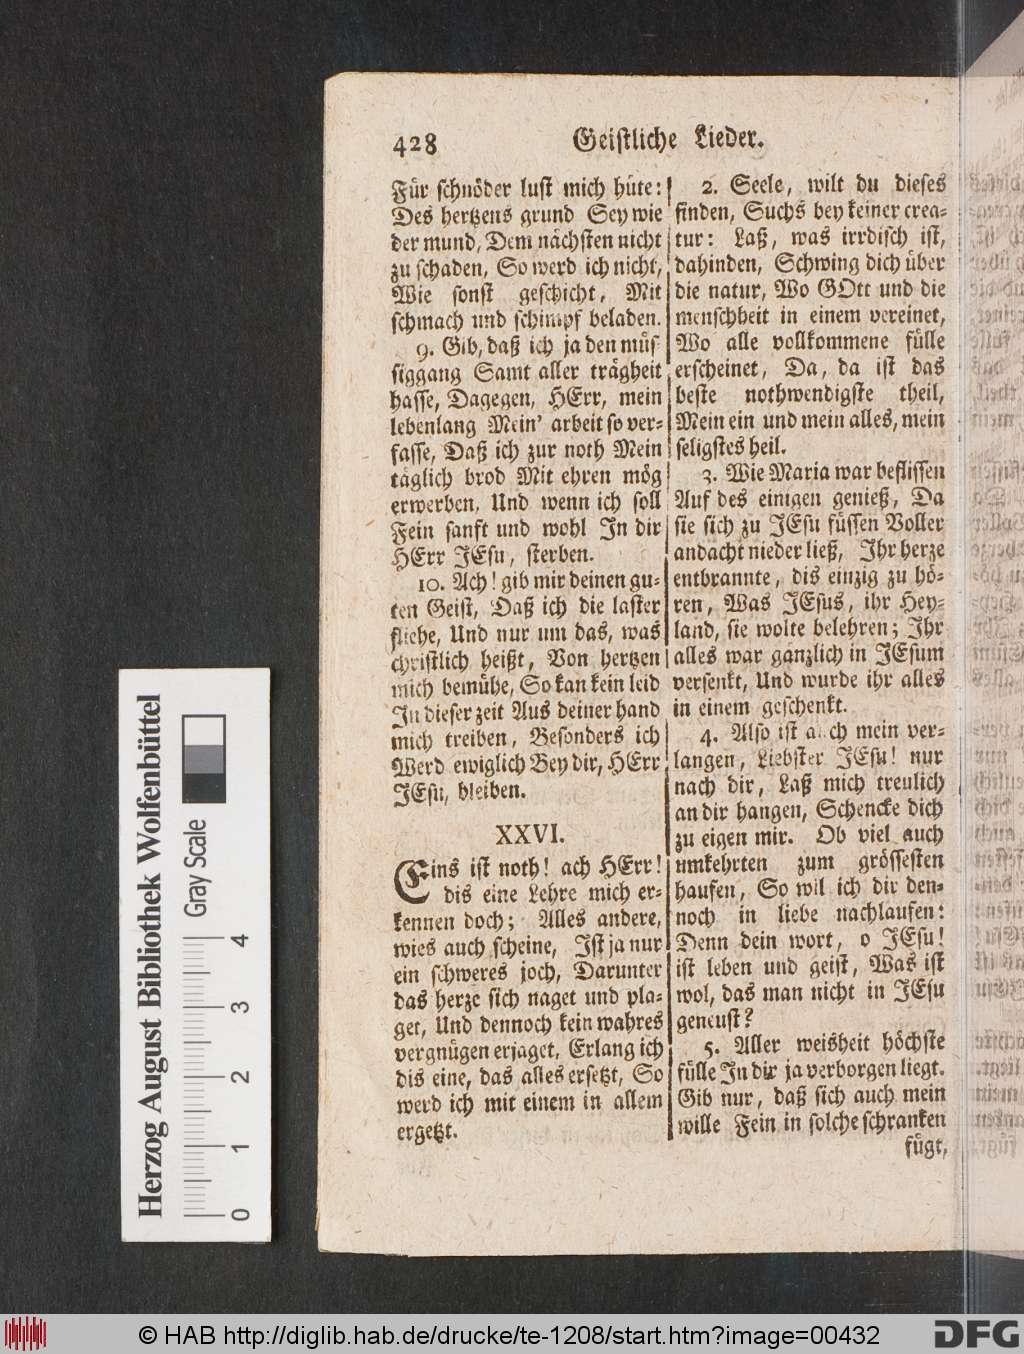 428 Geistliche Lieder.
Für schnöder lust mich hüte:
Des hertzens grund Sey wie
der mund, Dem nächsten nicht
zu schaden, So werd ich nicht,
Wie sonst geschicht, Mit
schmach und schimpf beladen.
9. Gib, daß ich ja den müs
siggang Samt aller trägheit
hasse, Dagegen, HErr, mein
lebenlang Mein' arbeit so ver-
fasse, Daß ich zur noth Mein
täglich brod Mit ehren mög
erwerben, Und wenn ich soll
Fein sanft und wohl In dir
HErr JEsu, sterben.
10. Ach! gib mir deinen gu-
ten Geist, Daß ich die laster
fliehe, Und nur um das, was
christlich heißt, Von hertzen
mich bemühe, So kan kein leid
In dieser zeit Aus deiner hand
mich treiben, Besonders ich
Werd ewiglich Bey dir, HErr
JEsu, bleiben.
XXVI.
Eins ist noth! ach HErr!
dis eine Lehre mich er-
kennen doch; Alles andere,
wies auch scheine, Ist ja nur
ein schweres joch, Darunter
das herze sich naget und pla-
get, Und dennoch kein wahres
vergnügen erjaget, Erlang ich
dis eine, das alles ersetzt, So
werd ich mit einem in allem
ergetzt.
2. Seele, wilt du dieses
finden, Suchs bey keiner crea-
tur: Laß, was irrdisch ist,
dahinden, Schwing dich über
die natur, Wo GOtt und die
menschheit in einem vereinet,
Wo alle vollkommene fülle
erscheinet, Da, da ist das
beste nothwendigste theil,
Mein ein und mein alles, mein
seligstes heil.
3. Wie Maria war beflissen
Auf des einigen genieß, Da
sie sich zu JEsu füssen Voller
andacht nieder ließ, Ihr herze
entbrannte, dis einzig zu hö-
ren, Was JEsus, ihr Hey-
land, sie wolte belehren; Ihr
alles war gänzlich in JEsum
versenkt, Und wurde ihr alles
in einem geschenkt.
4. Also ist auch mein ver-
langen, Liebster JEsu! nur
nach dir, Laß mich treulich
an dir hangen, Schencke dich
zu eigen mir. Ob viel auch
umkehrten zum grössesten
haufen, So wil ich dir den-
noch in liebe nachlaufen:
Denn dein wort, o JEsu!
ist leben und geist, Was ist
wol, das man nicht in JEsu
geneust?
5. Aller weisheit höchste
fülle In dir ja verborgen liegt.
Gib nur, daß sich auch mein
wille Fein in solche schranken
fügt,
Herzog August Bibliothek Wolfenbüttel
Gray Scale
0 1 2 3 4
© HAB http://diglib.hab.de/drucke/te-1208/start.htm?image=00432
DFG